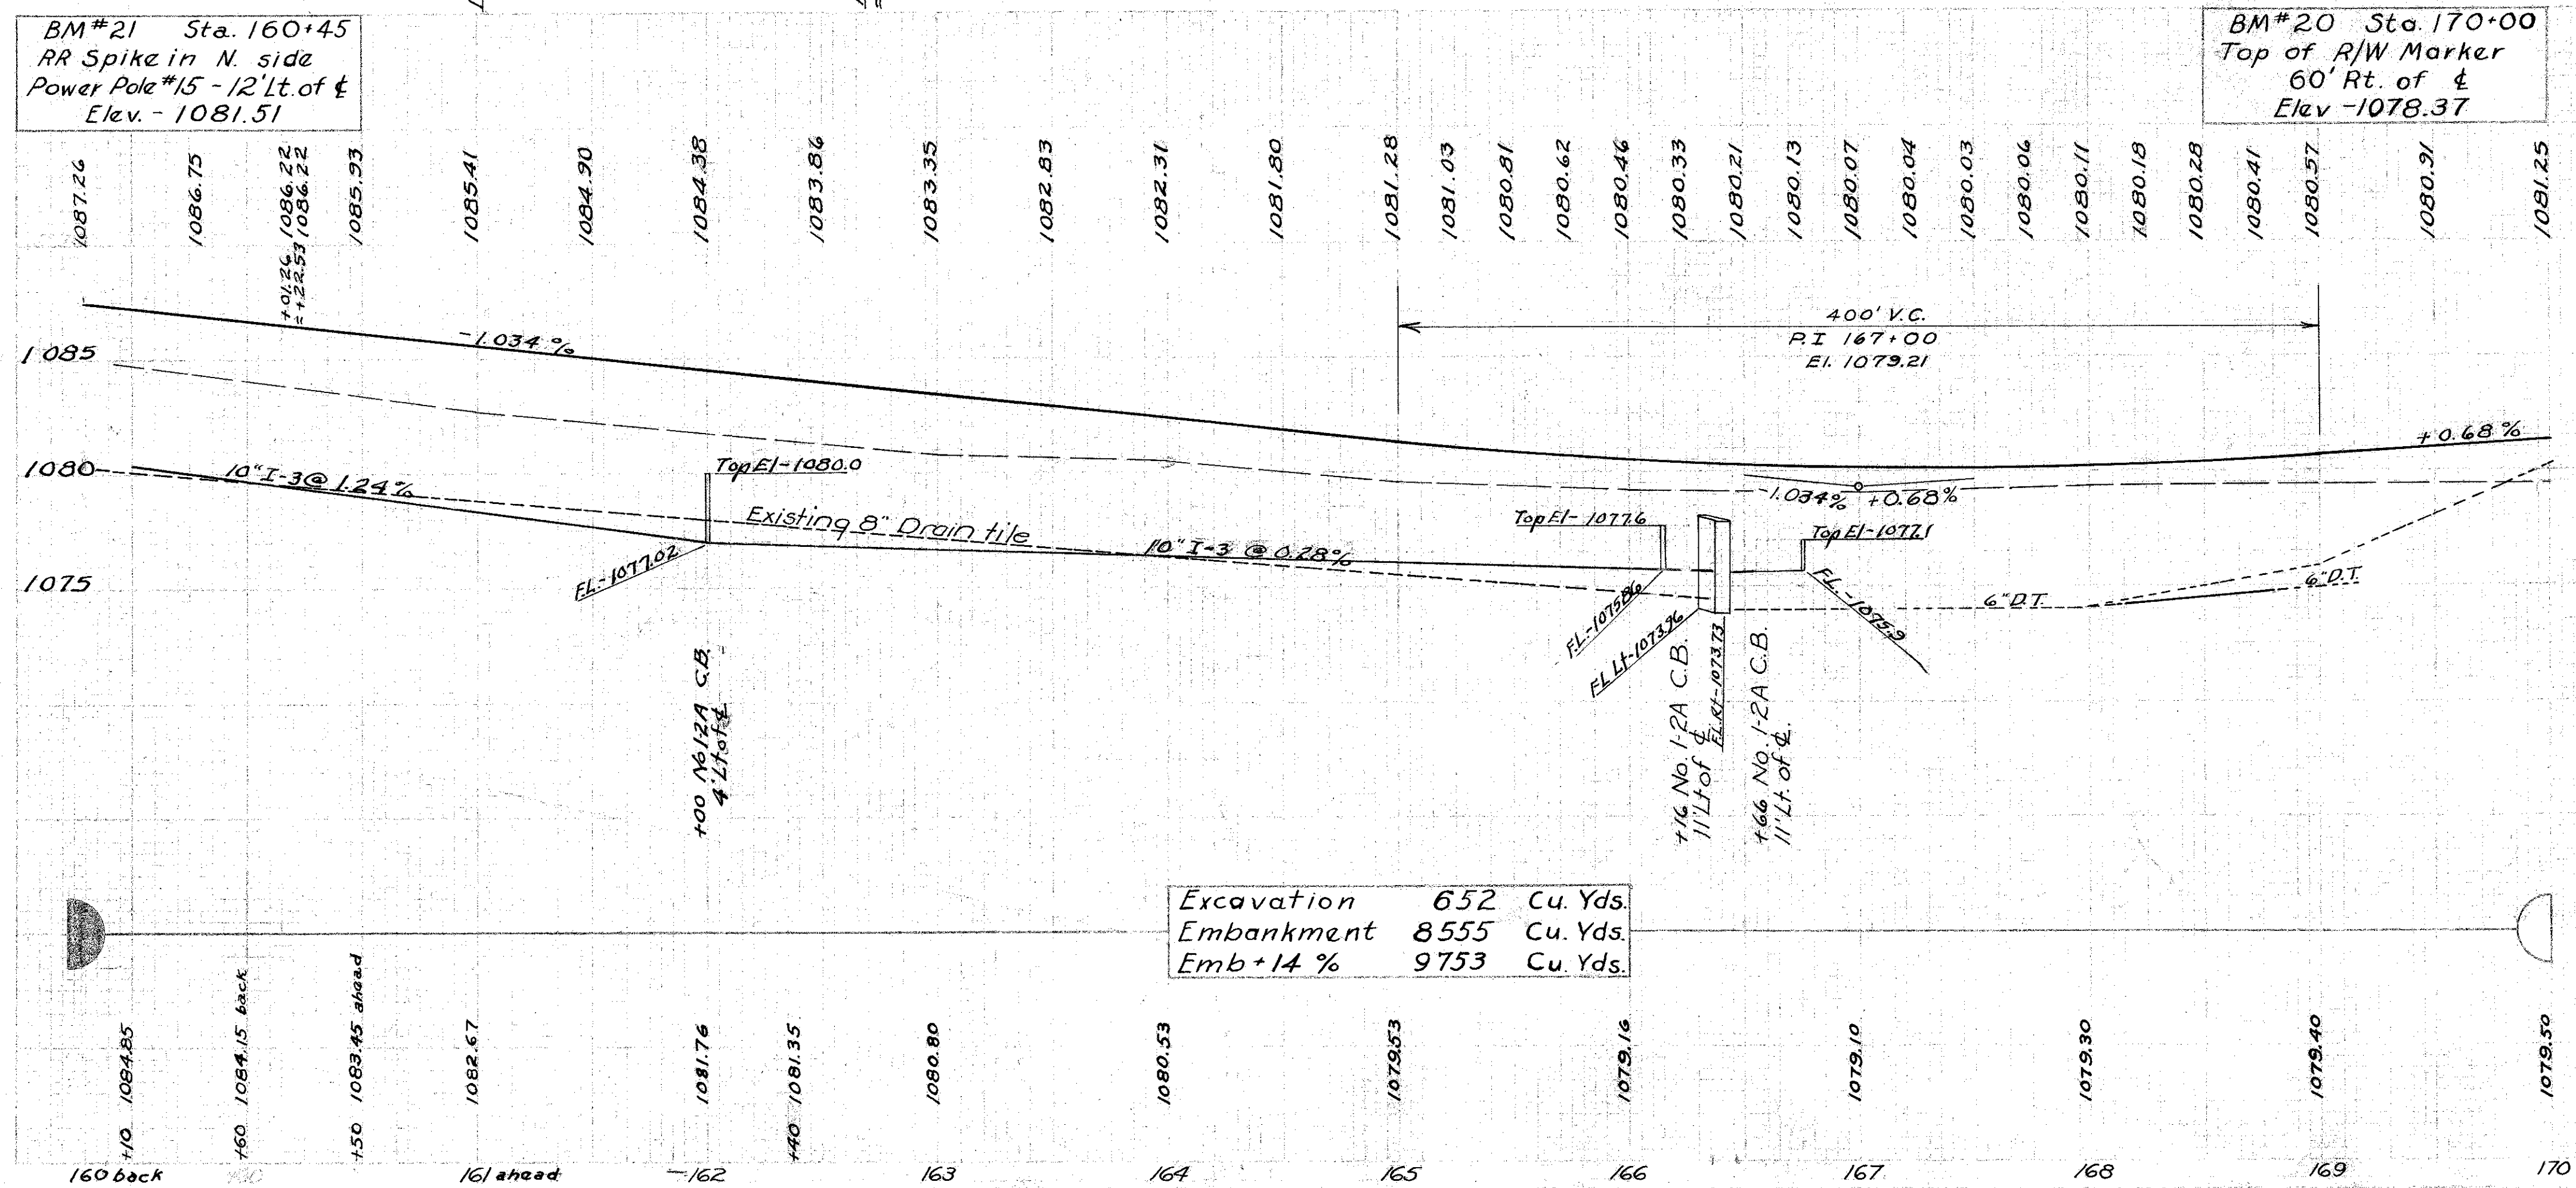 BM#21 Sta. 160+45
RR Spike in N. side
Power Pole #15 - 12' Lt. of ℄
Elev. - 1081.51
BM#20 Sta. 170+00
Top of R/W Marker
60' Rt. of ℄
Elev - 1078.37
1087.26
1086.75
+01.26 1086.22
= +22.53 1086.22
1085.93
1085.41
1084.90
1084.38
1083.86
1083.35
1082.83
1082.31
1081.80
1081.28
1081.03
1080.81
1080.62
1080.46
1080.33
1080.21
1080.13
1080.07
1080.04
1080.03
1080.06
1080.11
1080.18
1080.28
1080.41
1080.57
1080.91
1081.25
400' V.C.
P.I 167+00
El. 1079.21
-1.034 %
1085
+0.68 %
1080
10" I-3 @ 1.24%
Top El-1080.0
-1.034% +0.68%
Existing 8" Drain tile
Top El-1077.6
Top El-1077.1
10" I-3 @ 0.28%
1075
F.L.-1077.02
F.L.-1075.86
F.L. Lt-1073.96
F.L. Rt-1073.73
F.L.-1075.9
6" D.T.
6" D.T.
+00 No 1-2A C.B.
4' Lt of ℄
+16 No. 1-2A C.B.
11' Lt of ℄
+66 No. 1-2A C.B.
11' Lt. of ℄.
Excavation 652 Cu. Yds.
Embankment 8555 Cu. Yds.
Emb + 14 % 9753 Cu. Yds.
+10 1084.85
+60 1084.15 back
+50 1083.45 ahead
1082.67
1081.76
+40 1081.35
1080.80
1080.53
1079.53
1079.16
1079.10
1079.30
1079.40
1079.50
160 back
161 ahead
162
163
164
165
166
167
168
169
170